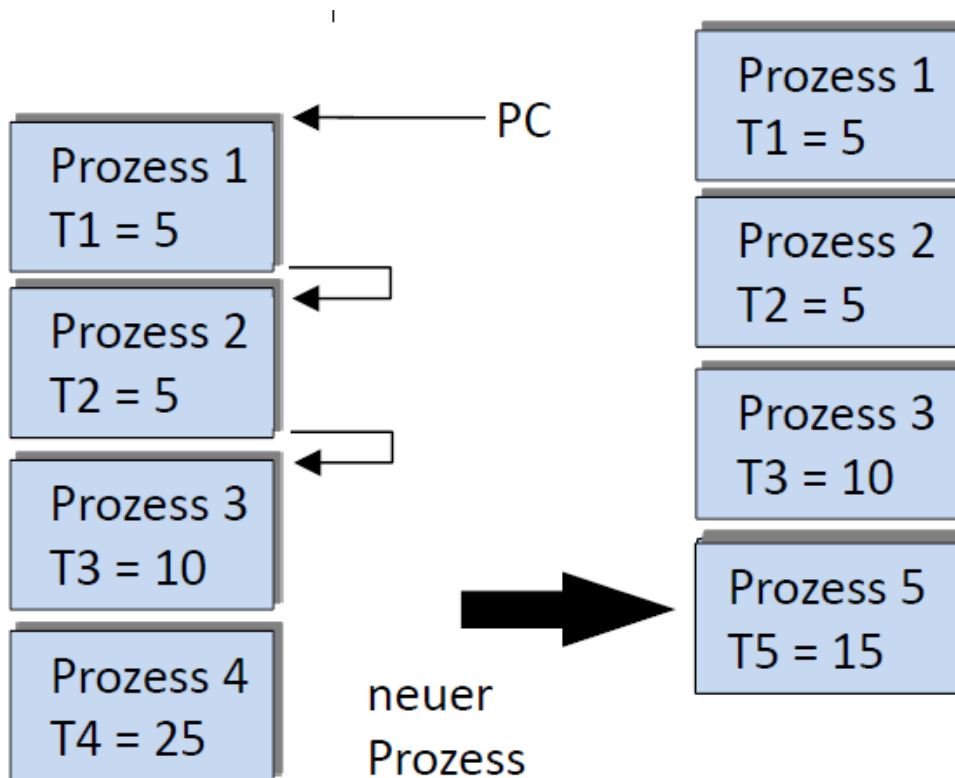 PC
Prozess 1
T1 = 5
Prozess 2
T2 = 5
Prozess 3
T3 = 10
Prozess 4
T4 = 25
neuer
Prozess
Prozess 1
T1 = 5
Prozess 2
T2 = 5
Prozess 3
T3 = 10
Prozess 5
T5 = 15